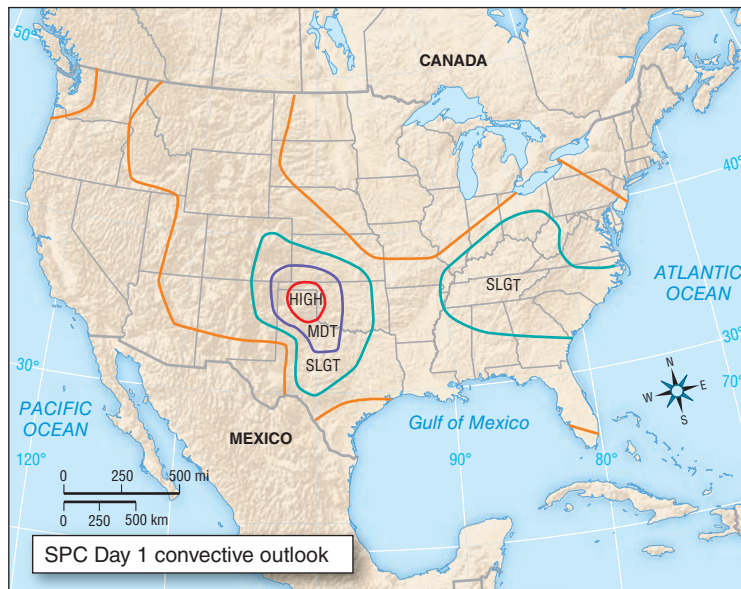 50°
CANADA
40°
SLGT
ATLANTIC
OCEAN
HIGH
MDT
SLGT
30°
30°
70°
N
W
E
S
PACIFIC
OCEAN
MEXICO
Gulf of Mexico
120°
90°
80°
0 250 500 mi
0 250 500 km
SPC Day 1 convective outlook